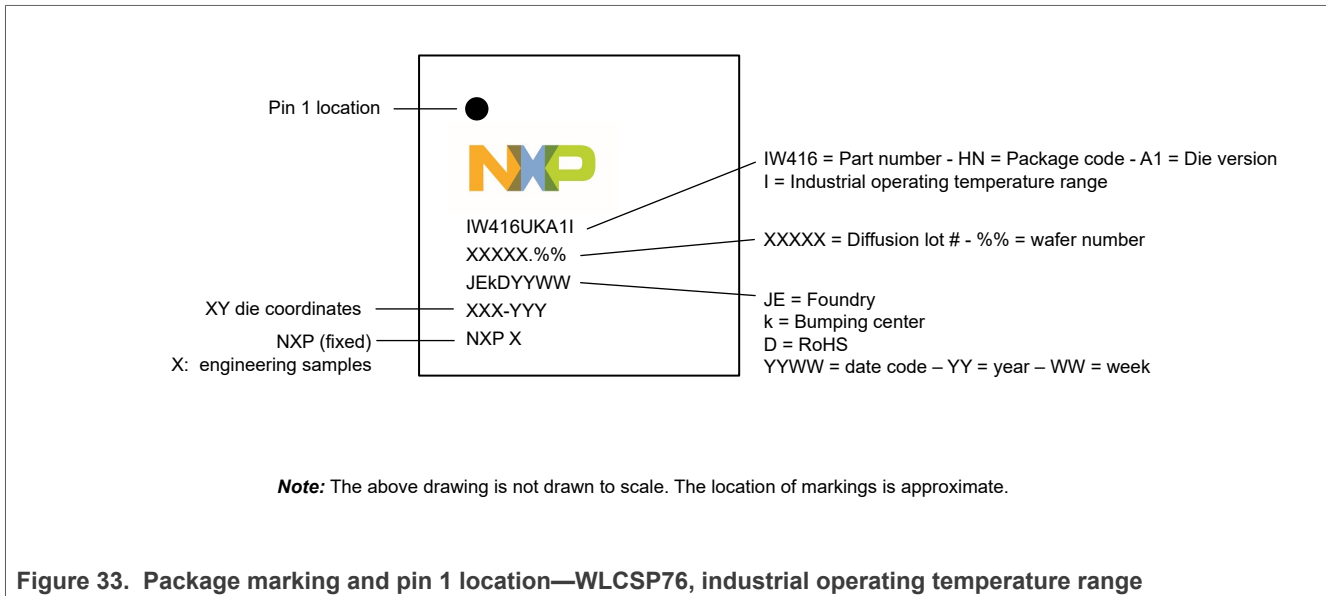 Pin 1 location
NXP
IW416 = Part number - HN = Package code - A1 = Die version
I = Industrial operating temperature range
IW416UKA1I
XXXXX.%%
XXXXX = Diffusion lot # - %% = wafer number
JEkDYYWW
JE = Foundry
k = Bumping center
D = RoHS
YYWW = date code – YY = year – WW = week
XY die coordinates
XXX-YYY
NXP (fixed)
X: engineering samples
NXP X
Note: The above drawing is not drawn to scale. The location of markings is approximate.
Figure 33. Package marking and pin 1 location—WLCSP76, industrial operating temperature range